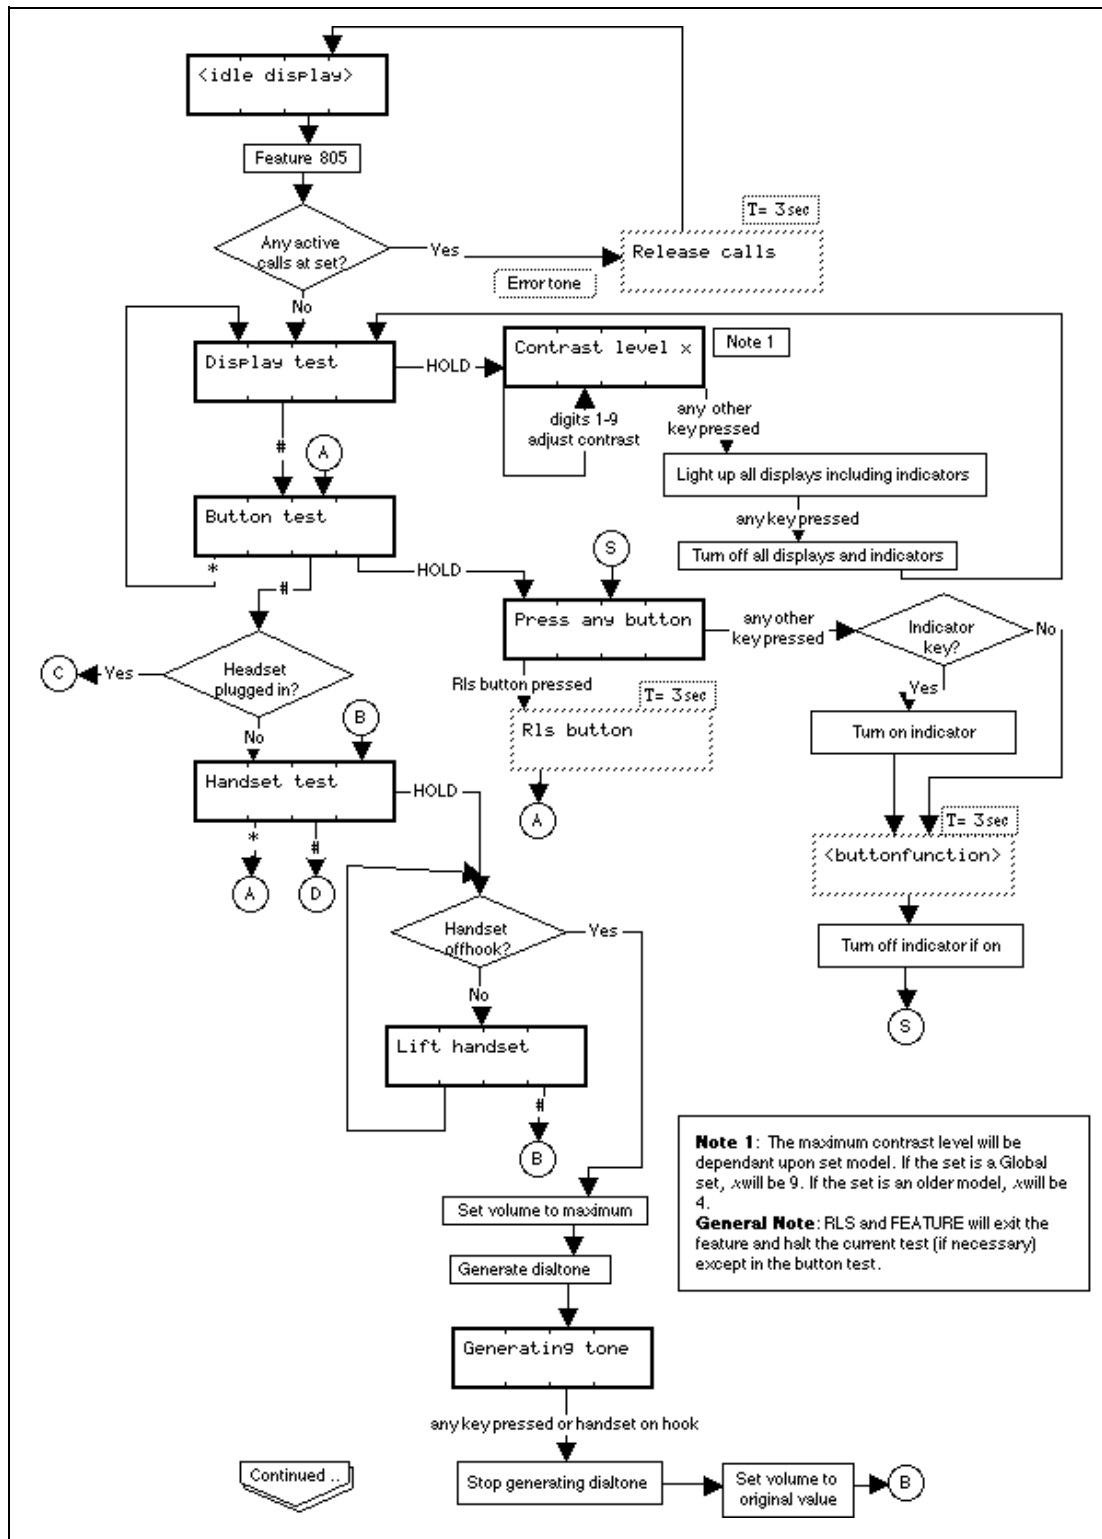 <idle display>
Feature 805
T= 3sec
Any active
calls at set?
Yes
Release calls
Error tone
No
Display test
HOLD
Contrast level x
Note 1
digits 1-9
adjust contrast
any other
key pressed
#
A
Light up all displays including indicators
Button test
any key pressed
Turn off all displays and indicators
*
#
HOLD
S
Press any button
any other
key pressed
Indicator
key?
No
C
Yes
Headset
plugged in?
Rls button pressed
T= 3sec
Yes
No
B
Rls button
Turn on indicator
Handset test
HOLD
A
*
#
T= 3sec
<buttonfunction>
A
D
Handset
offhook?
Yes
Turn off indicator if on
No
S
Lift handset
#
B
Note 1: The maximum contrast level will be
dependant upon set model. If the set is a Global
set, x will be 9. If the set is an older model, x will be
4.
General Note: RLS and FEATURE will exit the
feature and halt the current test (if necessary)
except in the button test.
Set volume to maximum
Generate dialtone
Generating tone
any key pressed or handset on hook
Continued ..
Stop generating dialtone
Set volume to
original value
B